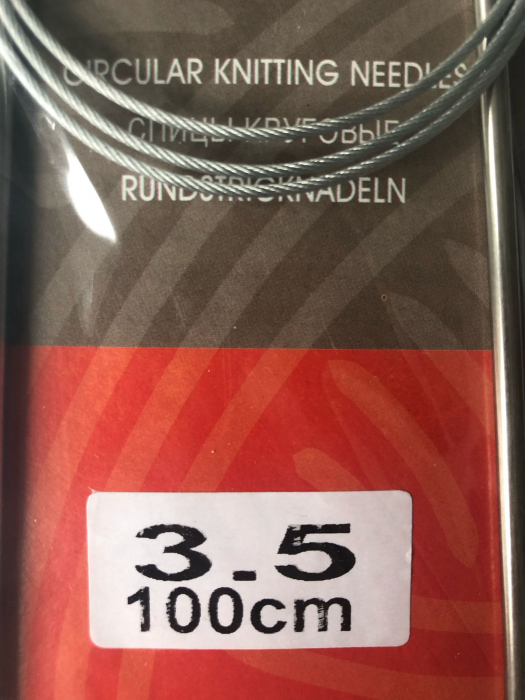 CIRCULAR KNITTING NEEDLES
СПИЦЫ КРУГОВЫЕ
RUNDSTRICKNADELN
3.5
100cm